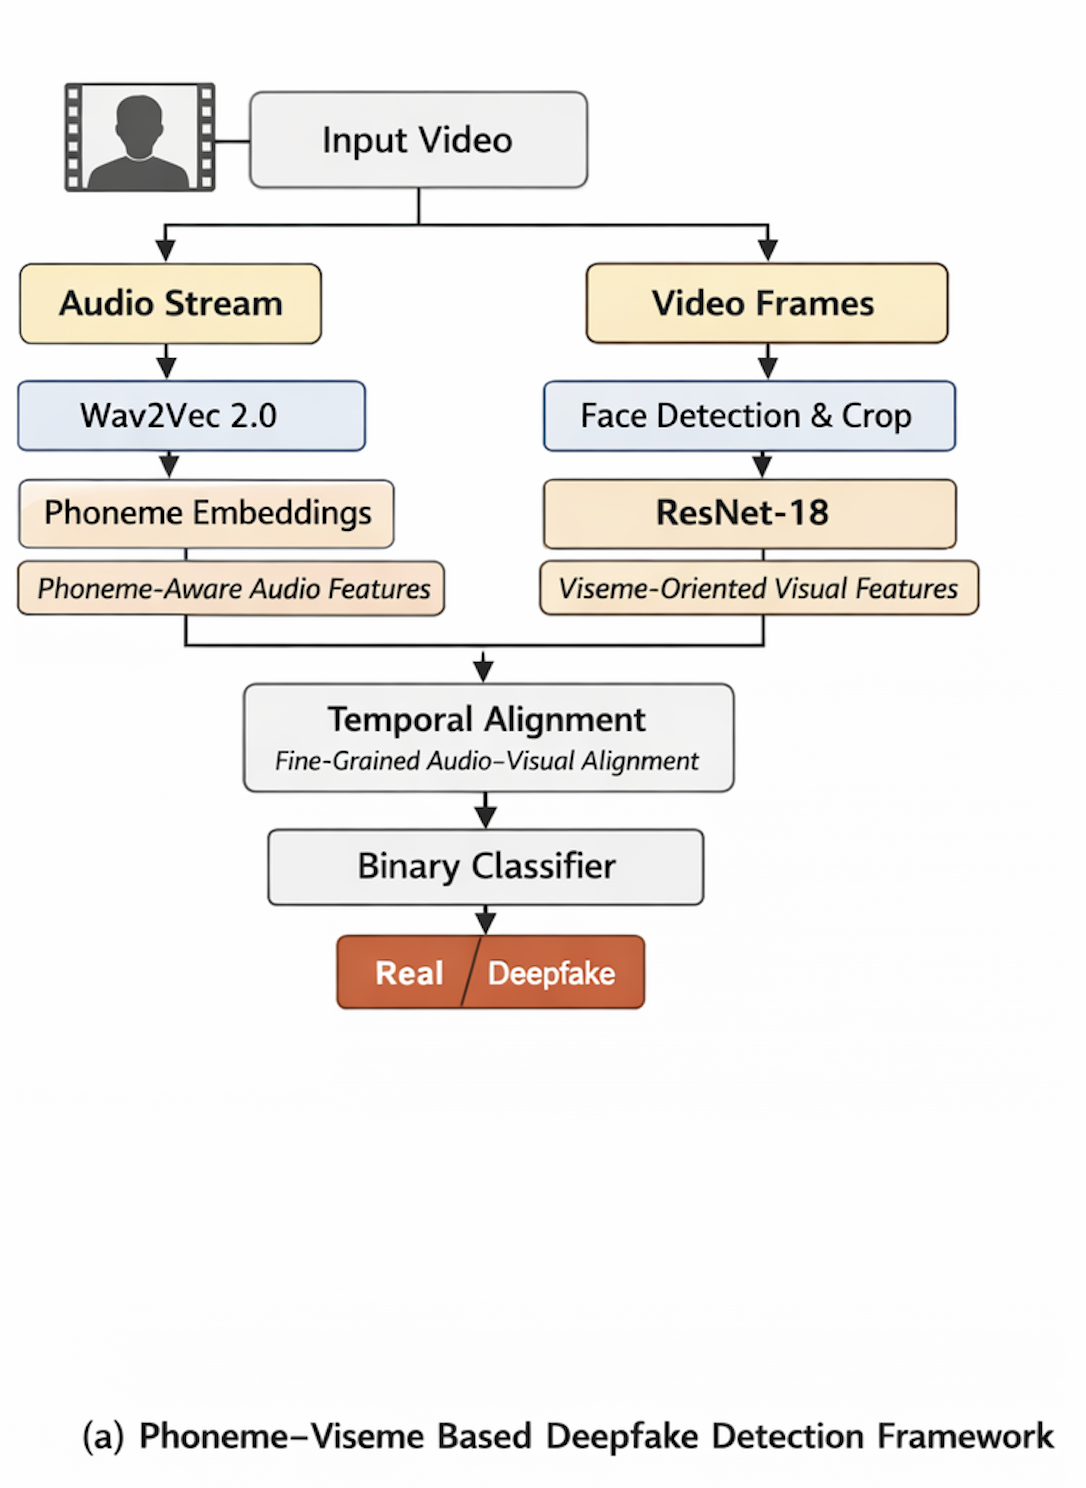 Input Video
Audio Stream
Video Frames
Wav2Vec 2.0
Face Detection & Crop
Phoneme Embeddings
ResNet-18
Phoneme-Aware Audio Features
Viseme-Oriented Visual Features
Temporal Alignment
Fine-Grained Audio–Visual Alignment
Binary Classifier
Real / Deepfake
(a) Phoneme–Viseme Based Deepfake Detection Framework